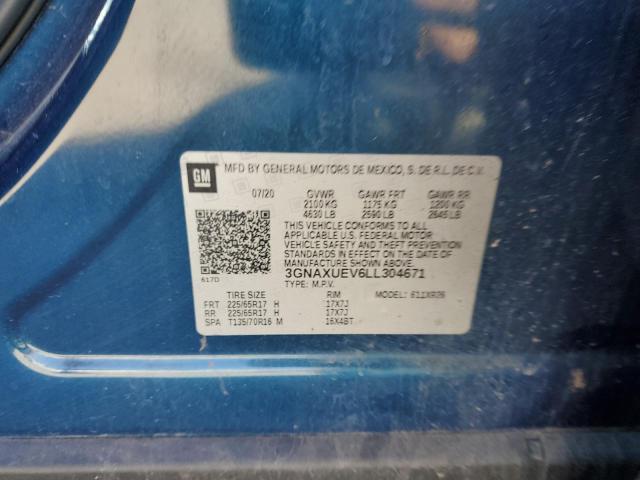 GM
MFD BY GENERAL MOTORS DE MEXICO, S. DE R.L. DE C.V.
07/20 GVWR GAWR FRT GAWR RR
2100 KG 1175 KG 1200 KG
4630 LB 2590 LB 2645 LB
THIS VEHICLE CONFORMS TO ALL
APPLICABLE U.S. FEDERAL MOTOR
VEHICLE SAFETY AND THEFT PREVENTION
STANDARDS IN EFFECT ON THE DATE OF
MANUFACTURE SHOWN ABOVE.
3GNAXUEV6LL304671
617D TYPE: M.P.V. MODEL: 611XR26
TIRE SIZE RIM
FRT 225/65R17 H 17X7J
RR 225/65R17 H 17X7J
SPA T135/70R16 M 16X4BT